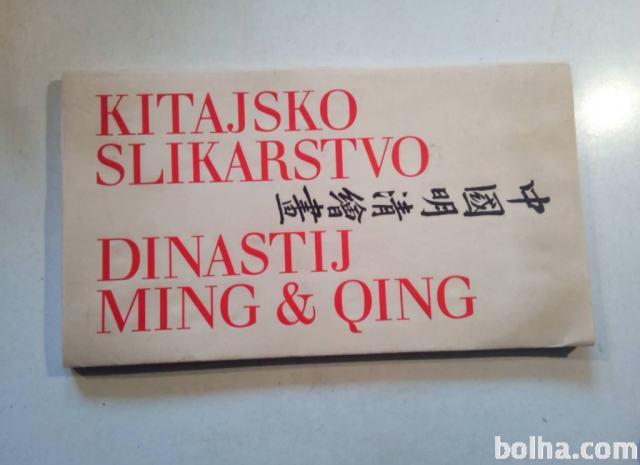 KITAJSKO
SLIKARSTVO
中國明清繪畫
DINASTIJ
MING & QING
bolha.com